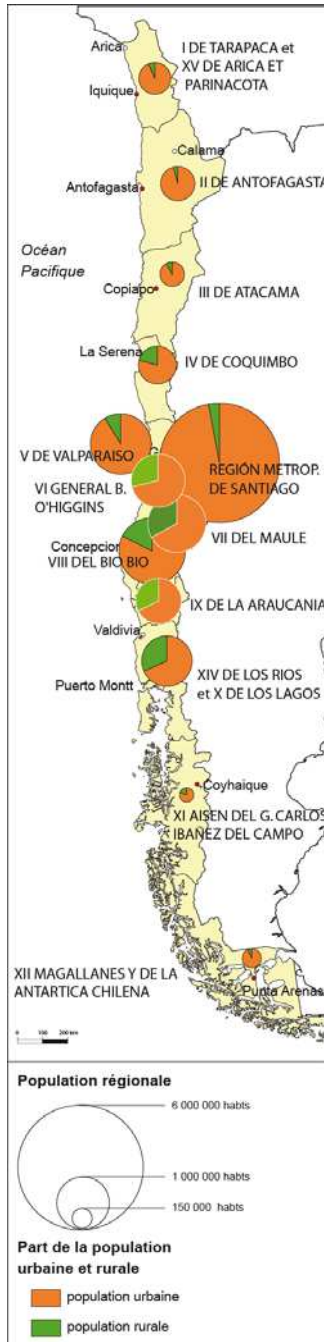 Arica
I DE TARAPACA et
XV DE ARICA ET
PARINACOTA
Iquique
Calama
Antofagasta
II DE ANTOFAGASTA
Océan
Pacifique
Copiapo
III DE ATACAMA
La Serena
IV DE COQUIMBO
V DE VALPARAISO
REGIÓN METROP.
DE SANTIAGO
VI GENERAL B.
O'HIGGINS
VII DEL MAULE
Concepcion
VIII DEL BIO BIO
IX DE LA ARAUCANIA
Valdivia
XIV DE LOS RIOS
et X DE LOS LAGOS
Puerto Montt
Coyhaique
XI AISEN DEL G.CARLOS
IBAÑEZ DEL CAMPO
XII MAGALLANES Y DE LA
ANTARTICA CHILENA
Punta Arenas
0 100 200 km
Population régionale
6 000 000 habts
1 000 000 habts
150 000 habts
Part de la population
urbaine et rurale
population urbaine
population rurale